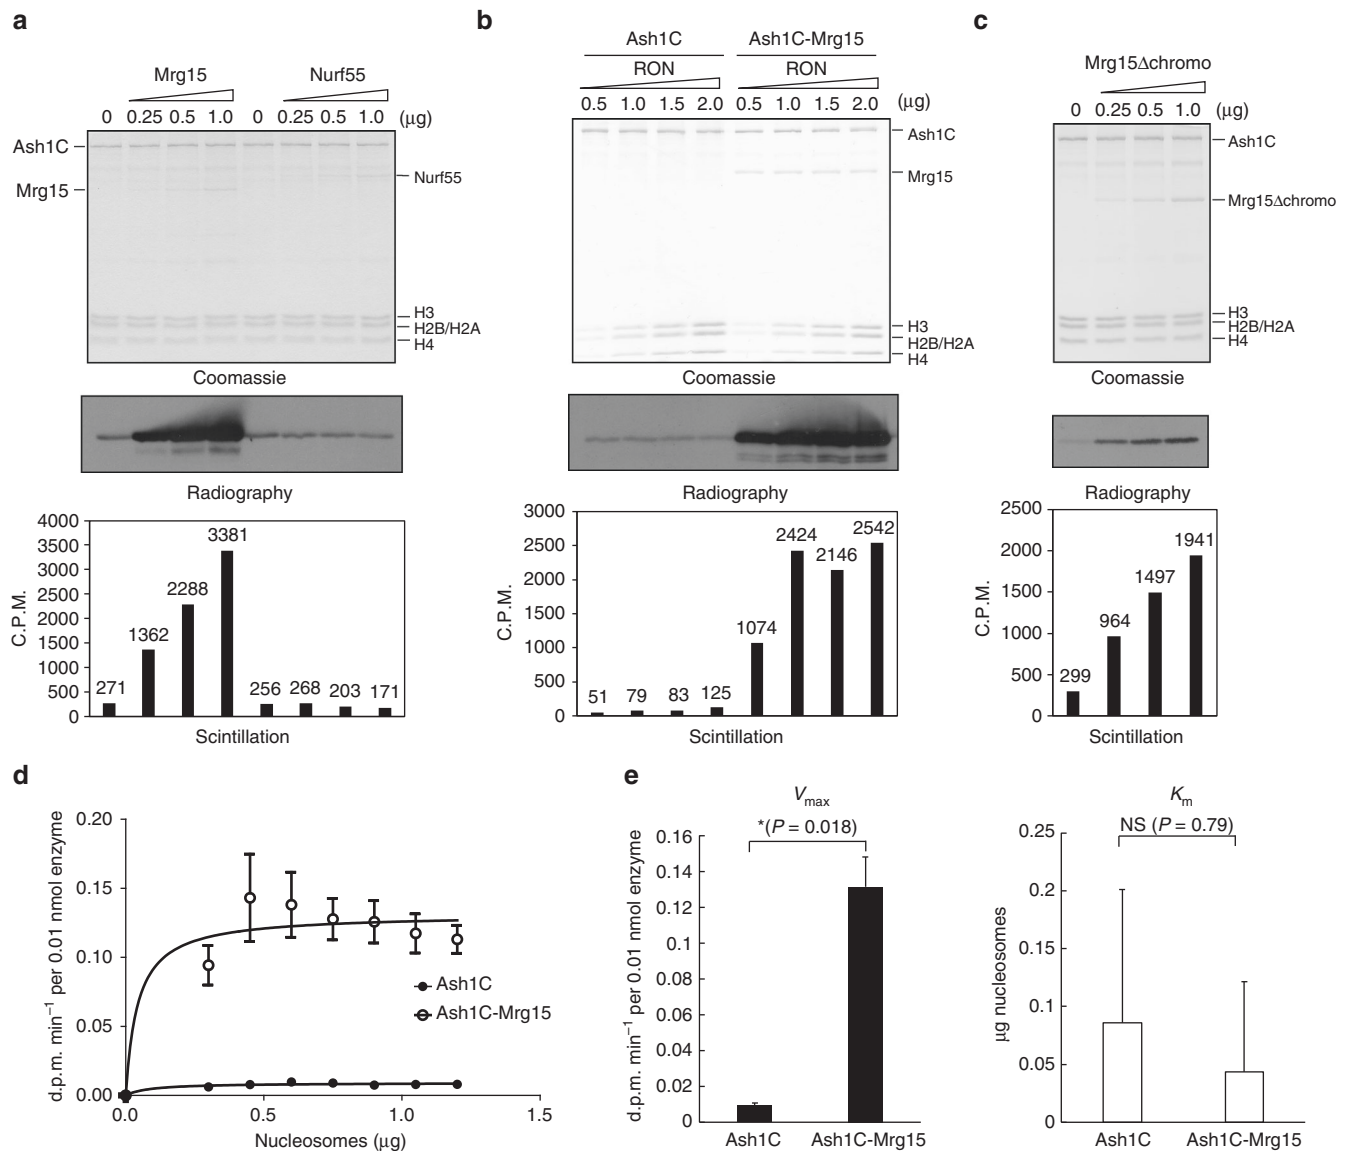 a
Mrg15 Nurf55
0 0.25 0.5 1.0 0 0.25 0.5 1.0 (µg)
Ash1C
Mrg15
Nurf55
H3
H2B/H2A
H4
Coomassie
Radiography
4000
3500
3000
2500
2000
1500
1000
500
0
C.P.M.
271 1362 2288 3381 256 268 203 171
Scintillation
b
Ash1C Ash1C-Mrg15
RON RON
0.5 1.0 1.5 2.0 0.5 1.0 1.5 2.0 (µg)
Ash1C
Mrg15
H3
H2B/H2A
H4
Coomassie
Radiography
3000
2500
2000
1500
1000
500
0
C.P.M.
51 79 83 125 1074 2424 2146 2542
Scintillation
c
Mrg15Δchromo
0 0.25 0.5 1.0 (µg)
Ash1C
Mrg15Δchromo
H3
H2B/H2A
H4
Coomassie
Radiography
2500
2000
1500
1000
500
0
C.P.M.
299 964 1497 1941
Scintillation
d
d.p.m. min⁻¹ per 0.01 nmol enzyme
0.20
0.15
0.10
0.05
0.00
Ash1C
Ash1C-Mrg15
0.0 0.5 1.0 1.5
Nucleosomes (µg)
e
Vmax
*(P = 0.018)
d.p.m. min⁻¹ per 0.01 nmol enzyme
0.16
0.14
0.12
0.1
0.08
0.06
0.04
0.02
0
Ash1C Ash1C-Mrg15
Km
NS (P = 0.79)
µg nucleosomes
0.25
0.2
0.15
0.1
0.05
0
Ash1C Ash1C-Mrg15